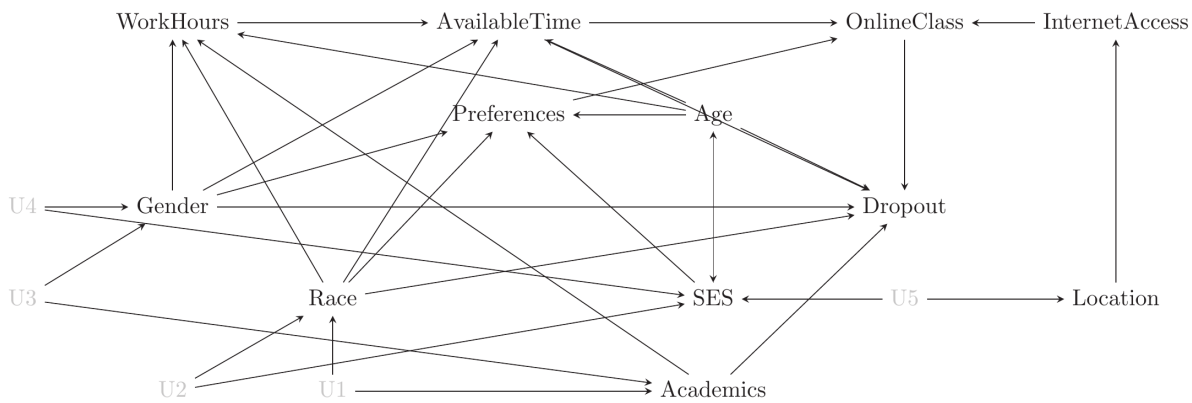 WorkHours AvailableTime OnlineClass InternetAccess
Preferences Age
U4 Gender Dropout
U3 Race SES U5 Location
U2 U1 Academics